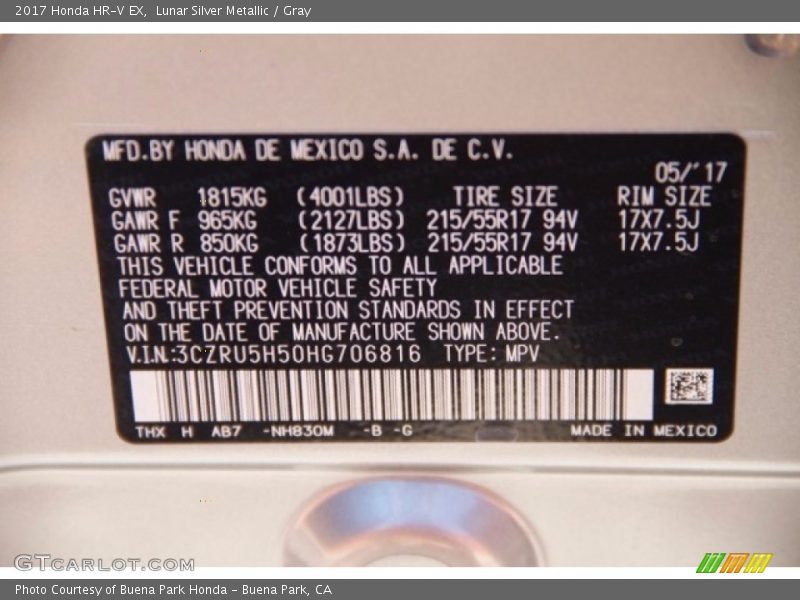 2017 Honda HR-V EX,  Lunar Silver Metallic / Gray
MFD.BY HONDA DE MEXICO S.A. DE C.V.
05/'17
GVWR 1815KG (4001LBS) TIRE SIZE RIM SIZE
GAWR F 965KG (2127LBS) 215/55R17 94V 17X7.5J
GAWR R 850KG (1873LBS) 215/55R17 94V 17X7.5J
THIS VEHICLE CONFORMS TO ALL APPLICABLE
FEDERAL MOTOR VEHICLE SAFETY
AND THEFT PREVENTION STANDARDS IN EFFECT
ON THE DATE OF MANUFACTURE SHOWN ABOVE.
V.I.N.:3CZRU5H50HG706816 TYPE: MPV
THX H AB7 -NH830M -B -G MADE IN MEXICO
GTCARLOT.COM
Photo Courtesy of Buena Park Honda - Buena Park, CA